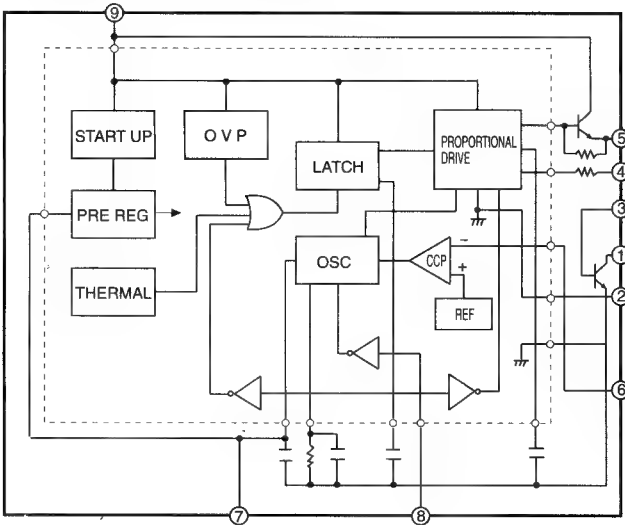 9
START UP
O V P
PROPORTIONAL
DRIVE
5
LATCH
4
PRE REG
3
–
OSC
CCP
1
+
THERMAL
REF
2
6
7
8